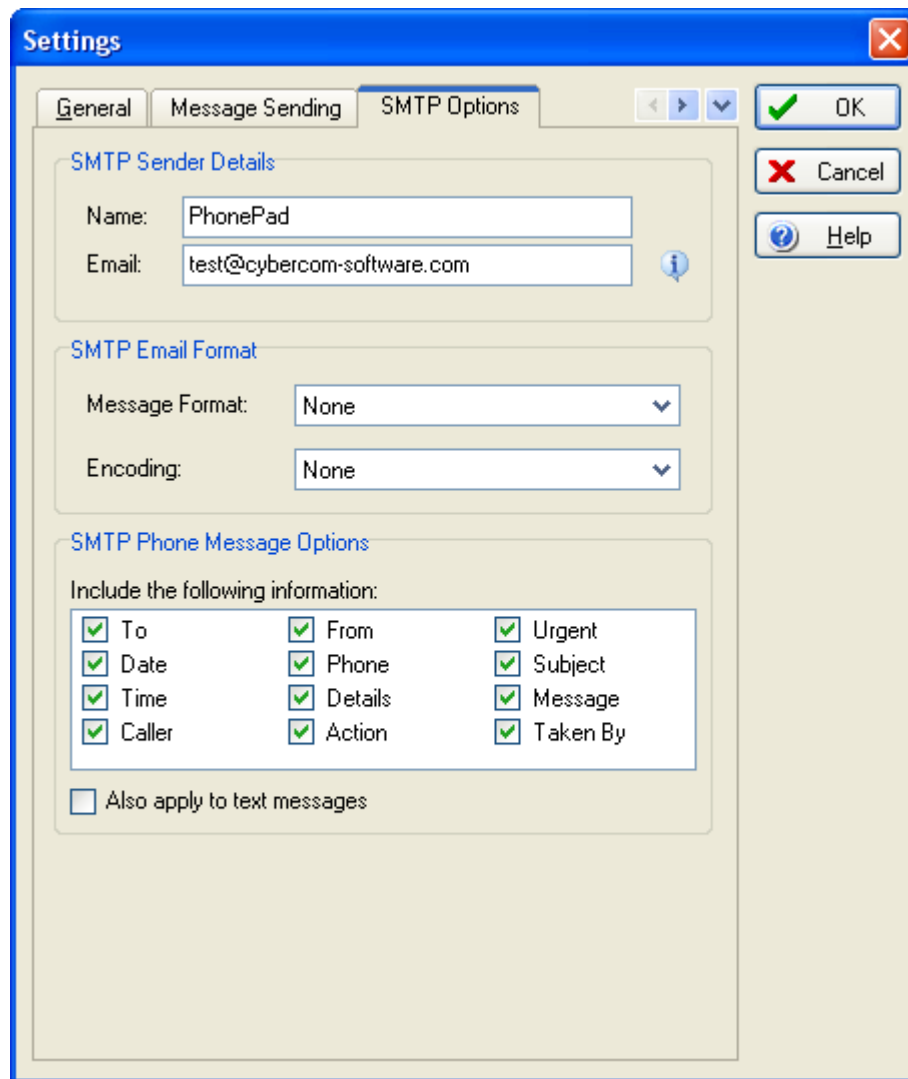 Settings
General Message Sending SMTP Options
OK
Cancel
Help
SMTP Sender Details
Name: PhonePad
Email: test@cybercom-software.com
SMTP Email Format
Message Format: None
Encoding: None
SMTP Phone Message Options
Include the following information:
To From Urgent
Date Phone Subject
Time Details Message
Caller Action Taken By
Also apply to text messages